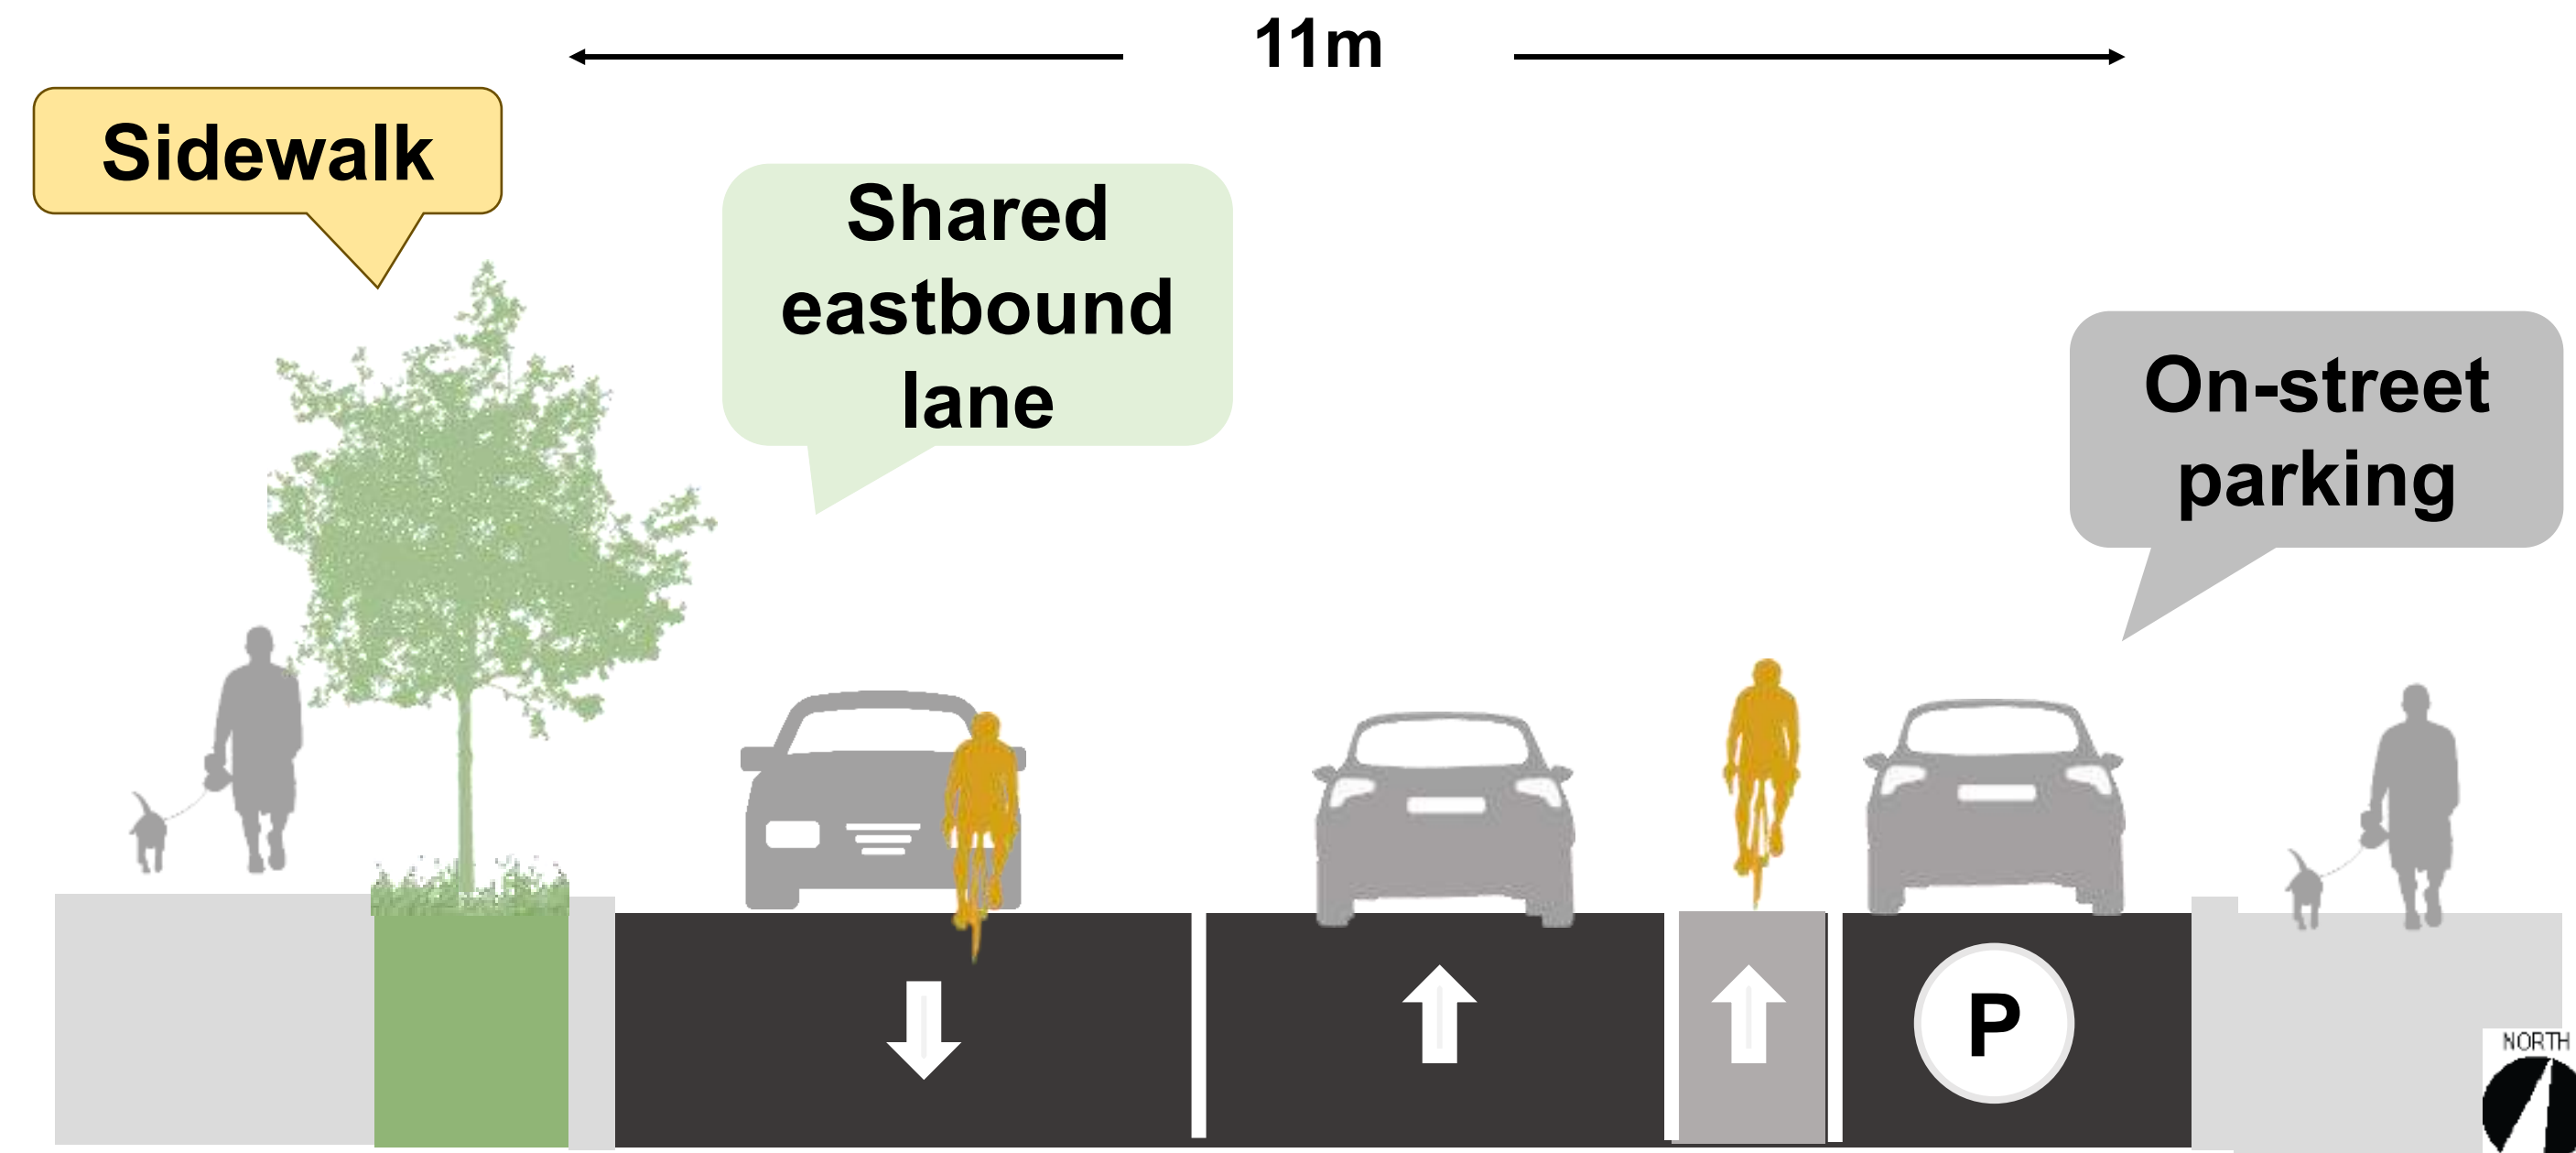 11m
Sidewalk
Shared
eastbound
lane
On-street
parking
P
NORTH